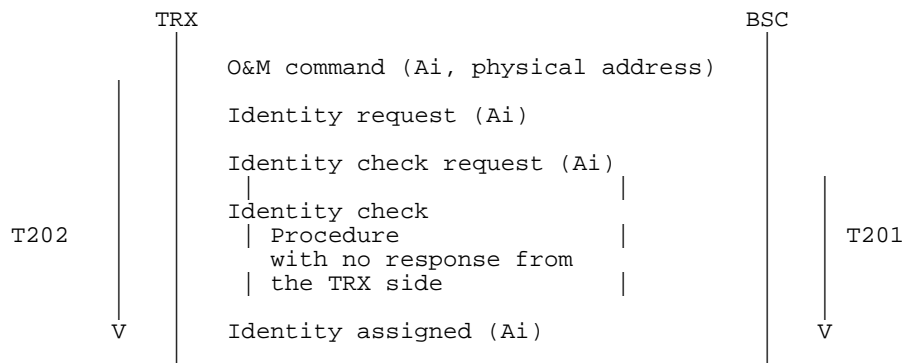 TRX BSC
O&M command (Ai, physical address)
Identity request (Ai)
Identity check request (Ai)
Identity check
T202 Procedure T201
with no response from
the TRX side
V Identity assigned (Ai) V